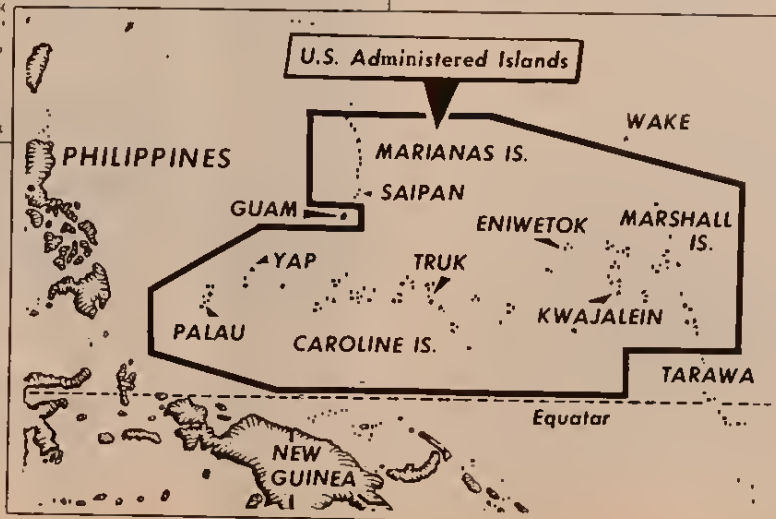 U.S. Administered Islands
WAKE
PHILIPPINES
MARIANAS IS.
SAIPAN
GUAM
ENIWETOK
MARSHALL
IS.
YAP
TRUK
PALAU
KWAJALEIN
CAROLINE IS.
TARAWA
Equatar
NEW
GUINEA